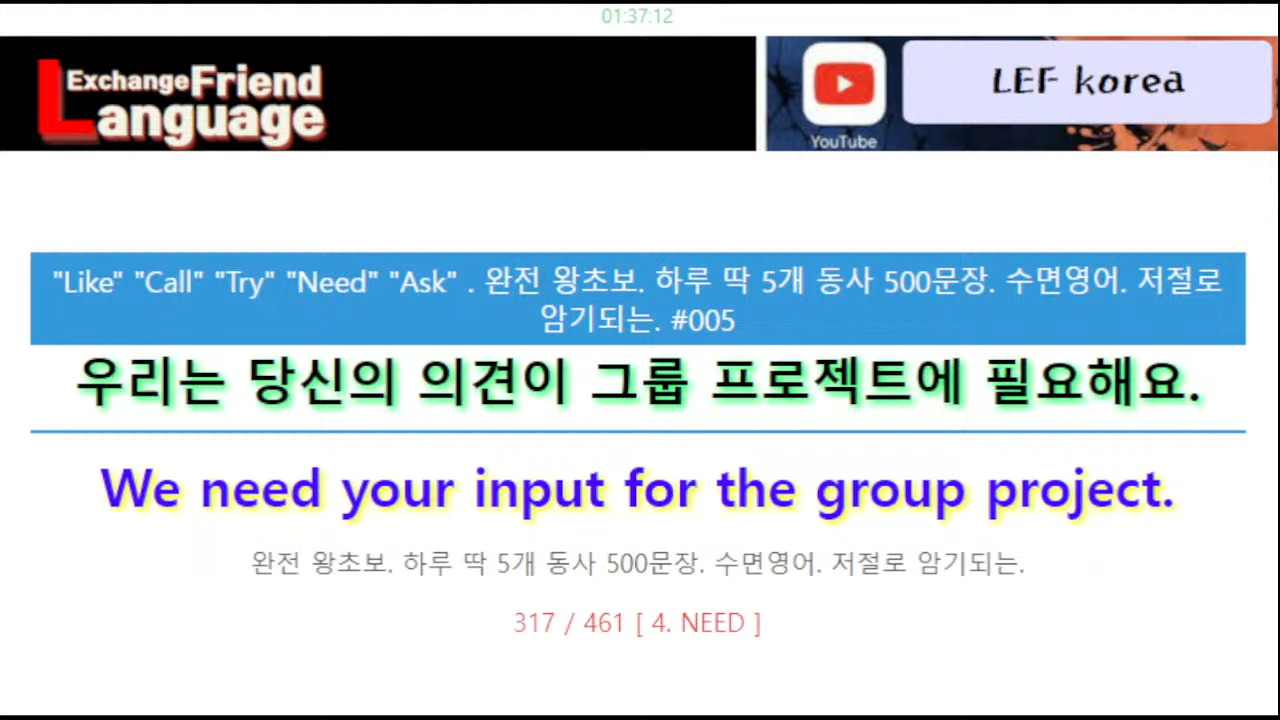 01:37:12
ExchangeFriend
Language
LEF korea
YouTube
"Like" "Call" "Try" "Need" "Ask" . 완전 왕초보. 하루 딱 5개 동사 500문장. 수면영어. 저절로
암기되는. #005
우리는 당신의 의견이 그룹 프로젝트에 필요해요.
We need your input for the group project.
완전 왕초보. 하루 딱 5개 동사 500문장. 수면영어. 저절로 암기되는.
317 / 461 [ 4. NEED ]